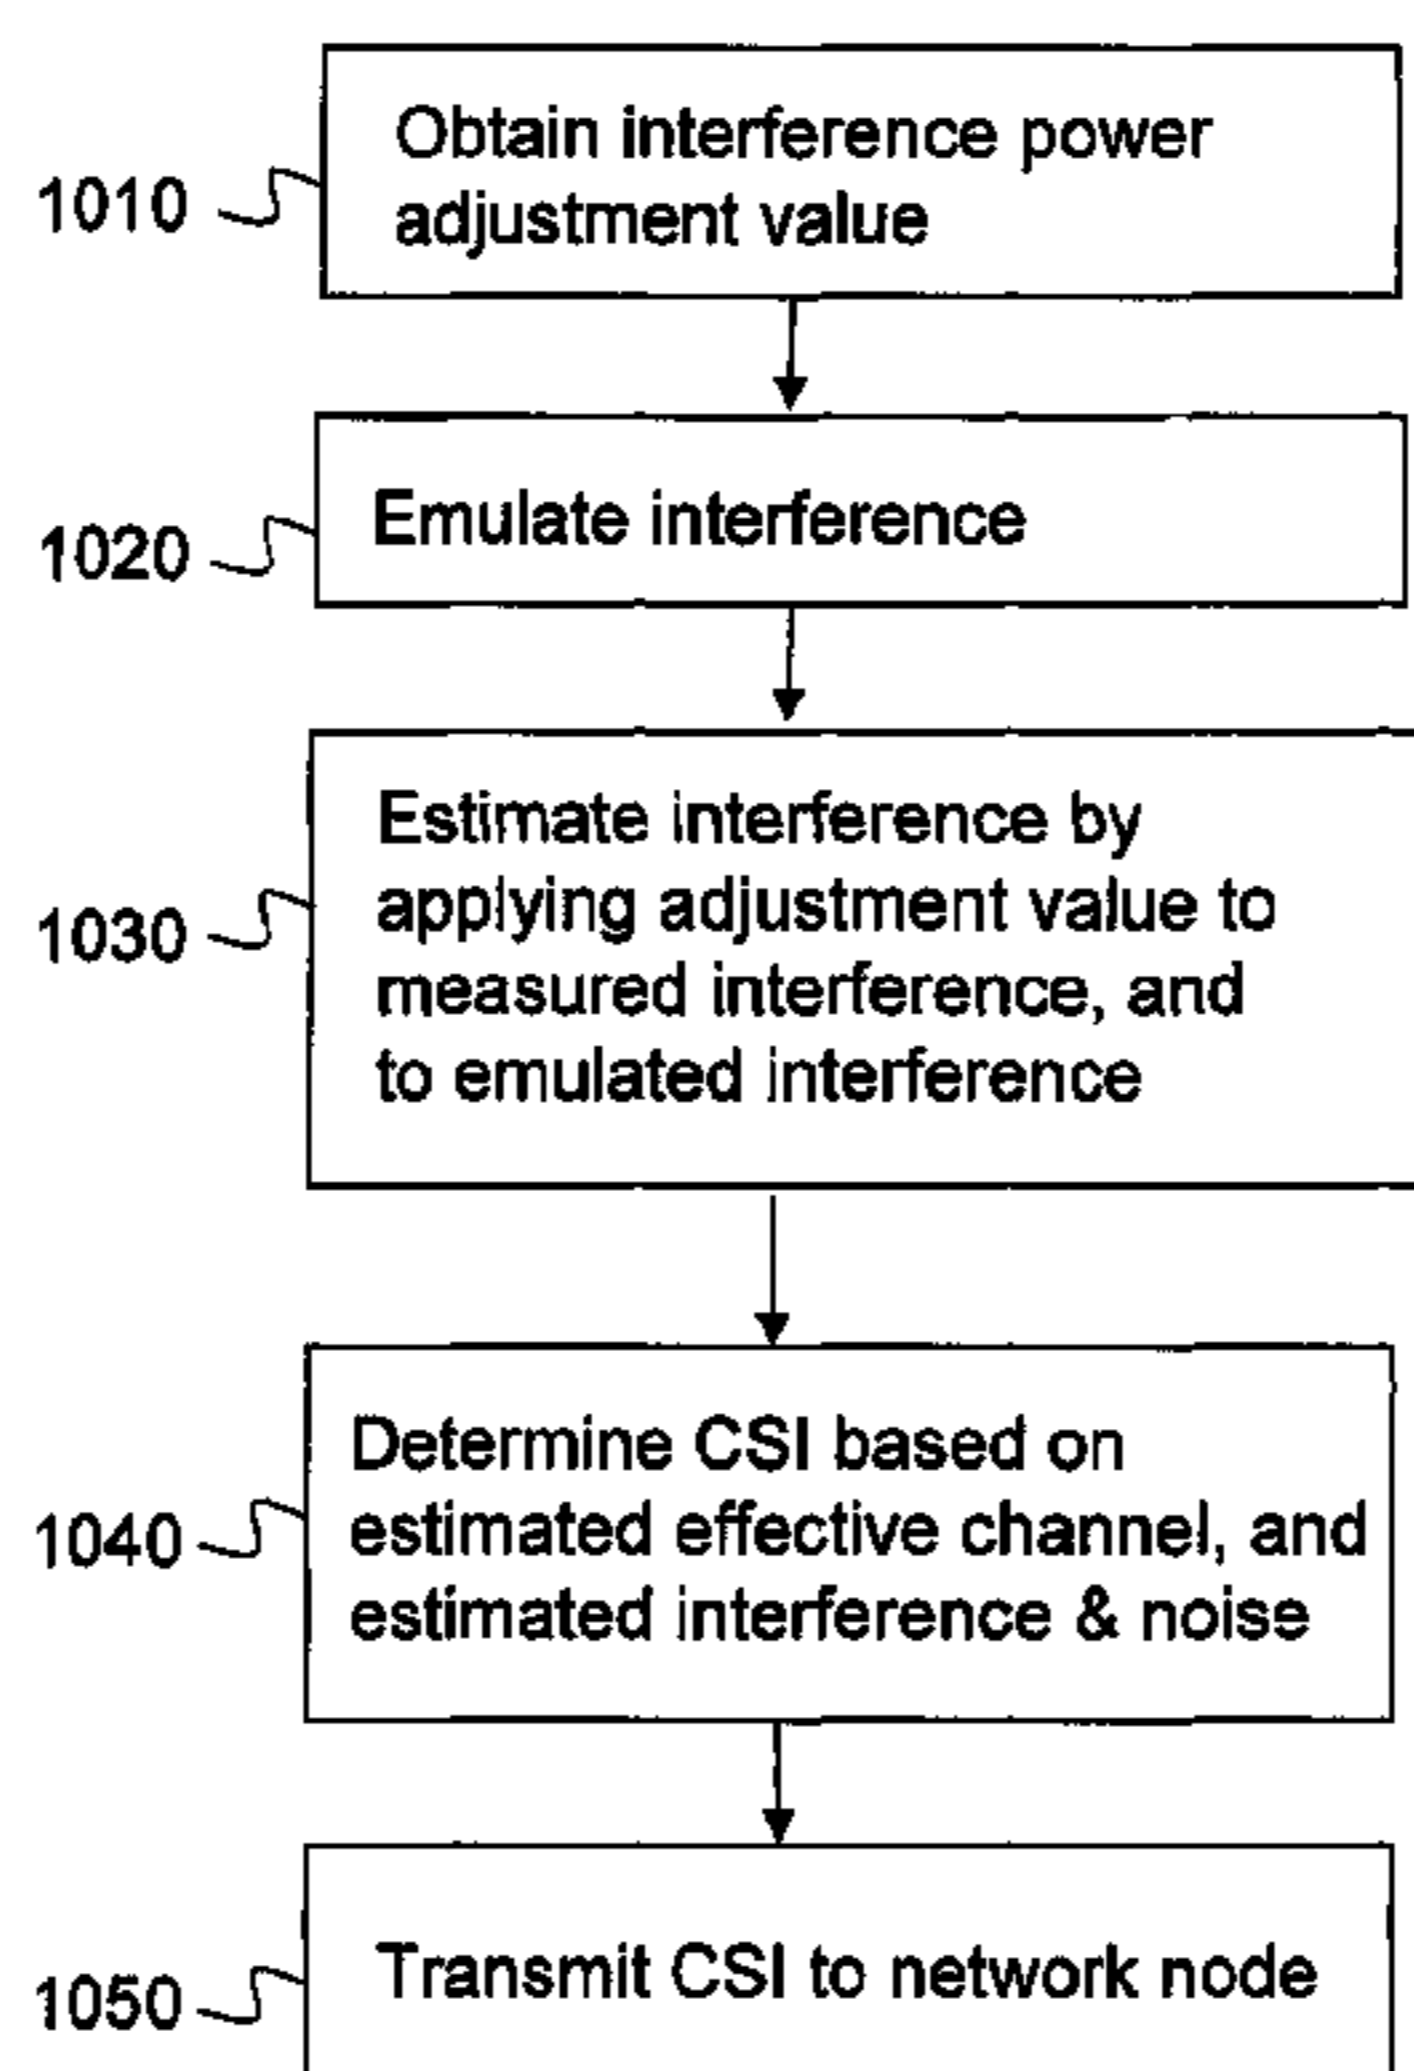 Obtain interference power
adjustment value
1010
Emulate interference
1020
Estimate interference by
applying adjustment value to
measured interference, and
to emulated interference
1030
Determine CSI based on
estimated effective channel, and
estimated interference & noise
1040
Transmit CSI to network node
1050